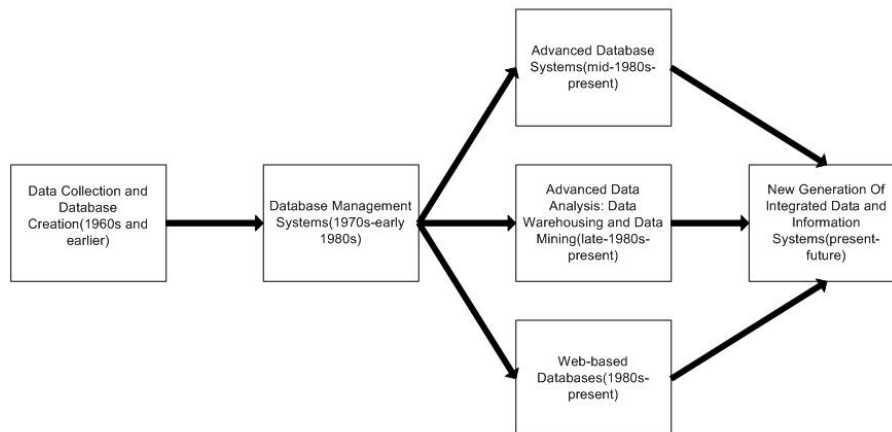 Data Collection and
Database
Creation(1960s and
earlier)
Database Management
Systems(1970s-early
1980s)
Advanced Database
Systems(mid-1980s-
present)
Advanced Data
Analysis: Data
Warehousing and Data
Mining(late-1980s-
present)
Web-based
Databases(1980s-
present)
New Generation Of
Integrated Data and
Information
Systems(present-
future)